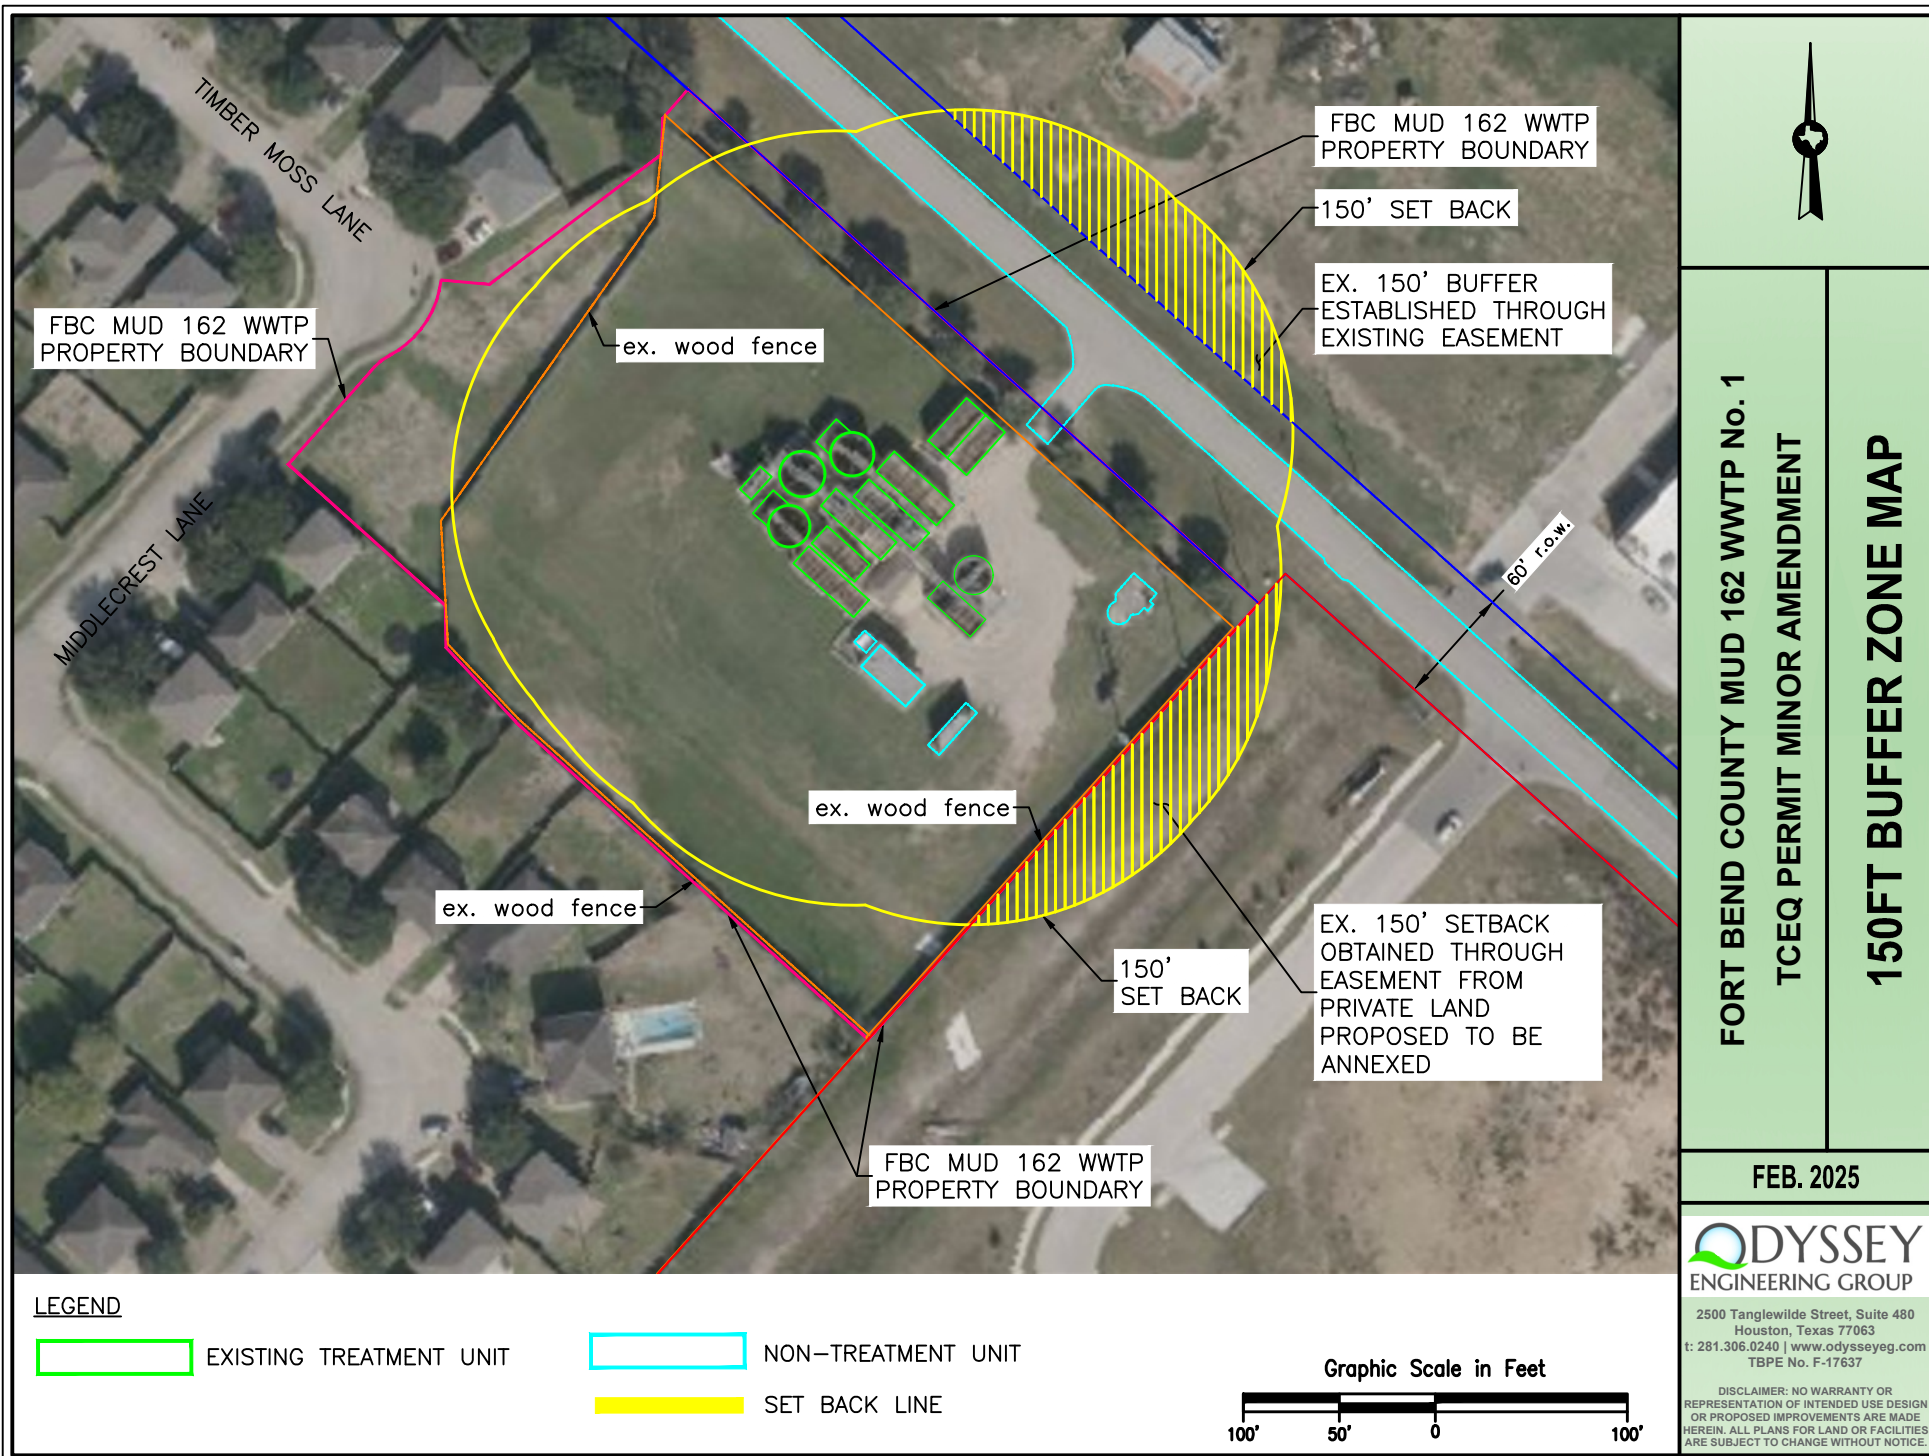 TIMBER MOSS LANE
MIDDLECREST LANE
FBC MUD 162 WWTP
PROPERTY BOUNDARY
ex. wood fence
FBC MUD 162 WWTP
PROPERTY BOUNDARY
150' SET BACK
EX. 150' BUFFER
ESTABLISHED THROUGH
EXISTING EASEMENT
60' r.o.w.
ex. wood fence
ex. wood fence
150'
SET BACK
EX. 150' SETBACK
OBTAINED THROUGH
EASEMENT FROM
PRIVATE LAND
PROPOSED TO BE
ANNEXED
FBC MUD 162 WWTP
PROPERTY BOUNDARY
LEGEND
EXISTING TREATMENT UNIT
NON-TREATMENT UNIT
SET BACK LINE
Graphic Scale in Feet
100' 50' 0 100'
FORT BEND COUNTY MUD 162 WWTP No. 1
TCEQ PERMIT MINOR AMENDMENT
150FT BUFFER ZONE MAP
FEB. 2025
ODYSSEY
ENGINEERING GROUP
2500 Tanglewilde Street, Suite 480
Houston, Texas 77063
t: 281.306.0240 | www.odysseyeg.com
TBPE No. F-17637
DISCLAIMER: NO WARRANTY OR
REPRESENTATION OF INTENDED USE DESIGN
OR PROPOSED IMPROVEMENTS ARE MADE
HEREIN. ALL PLANS FOR LAND OR FACILITIES
ARE SUBJECT TO CHANGE WITHOUT NOTICE